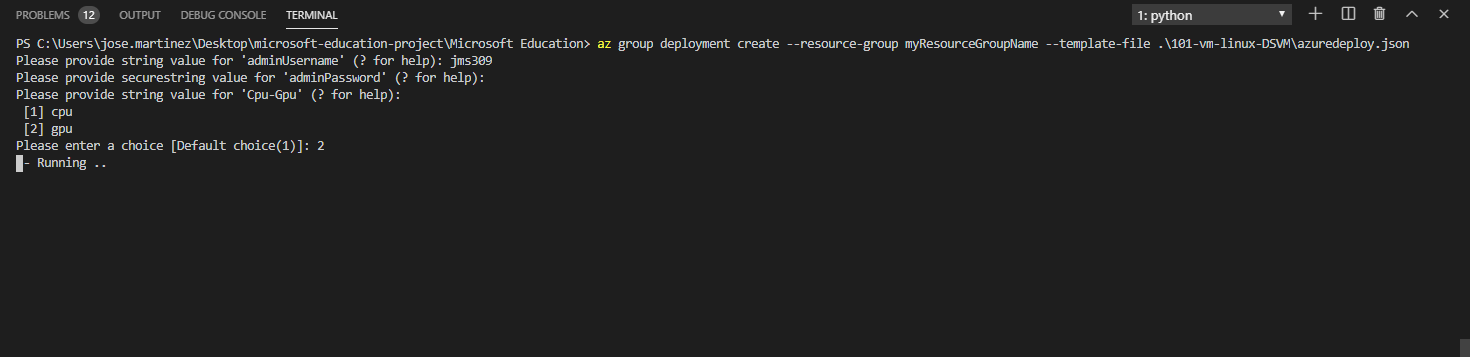 PROBLEMS 12 OUTPUT DEBUG CONSOLE TERMINAL 1: python
PS C:\Users\jose.martinez\Desktop\microsoft-education-project\Microsoft Education> az group deployment create --resource-group myResourceGroupName --template-file .\101-vm-linux-DSVM\azuredeploy.json
Please provide string value for 'adminUsername' (? for help): jms309
Please provide securestring value for 'adminPassword' (? for help):
Please provide string value for 'Cpu-Gpu' (? for help):
[1] cpu
[2] gpu
Please enter a choice [Default choice(1)]: 2
- Running ..